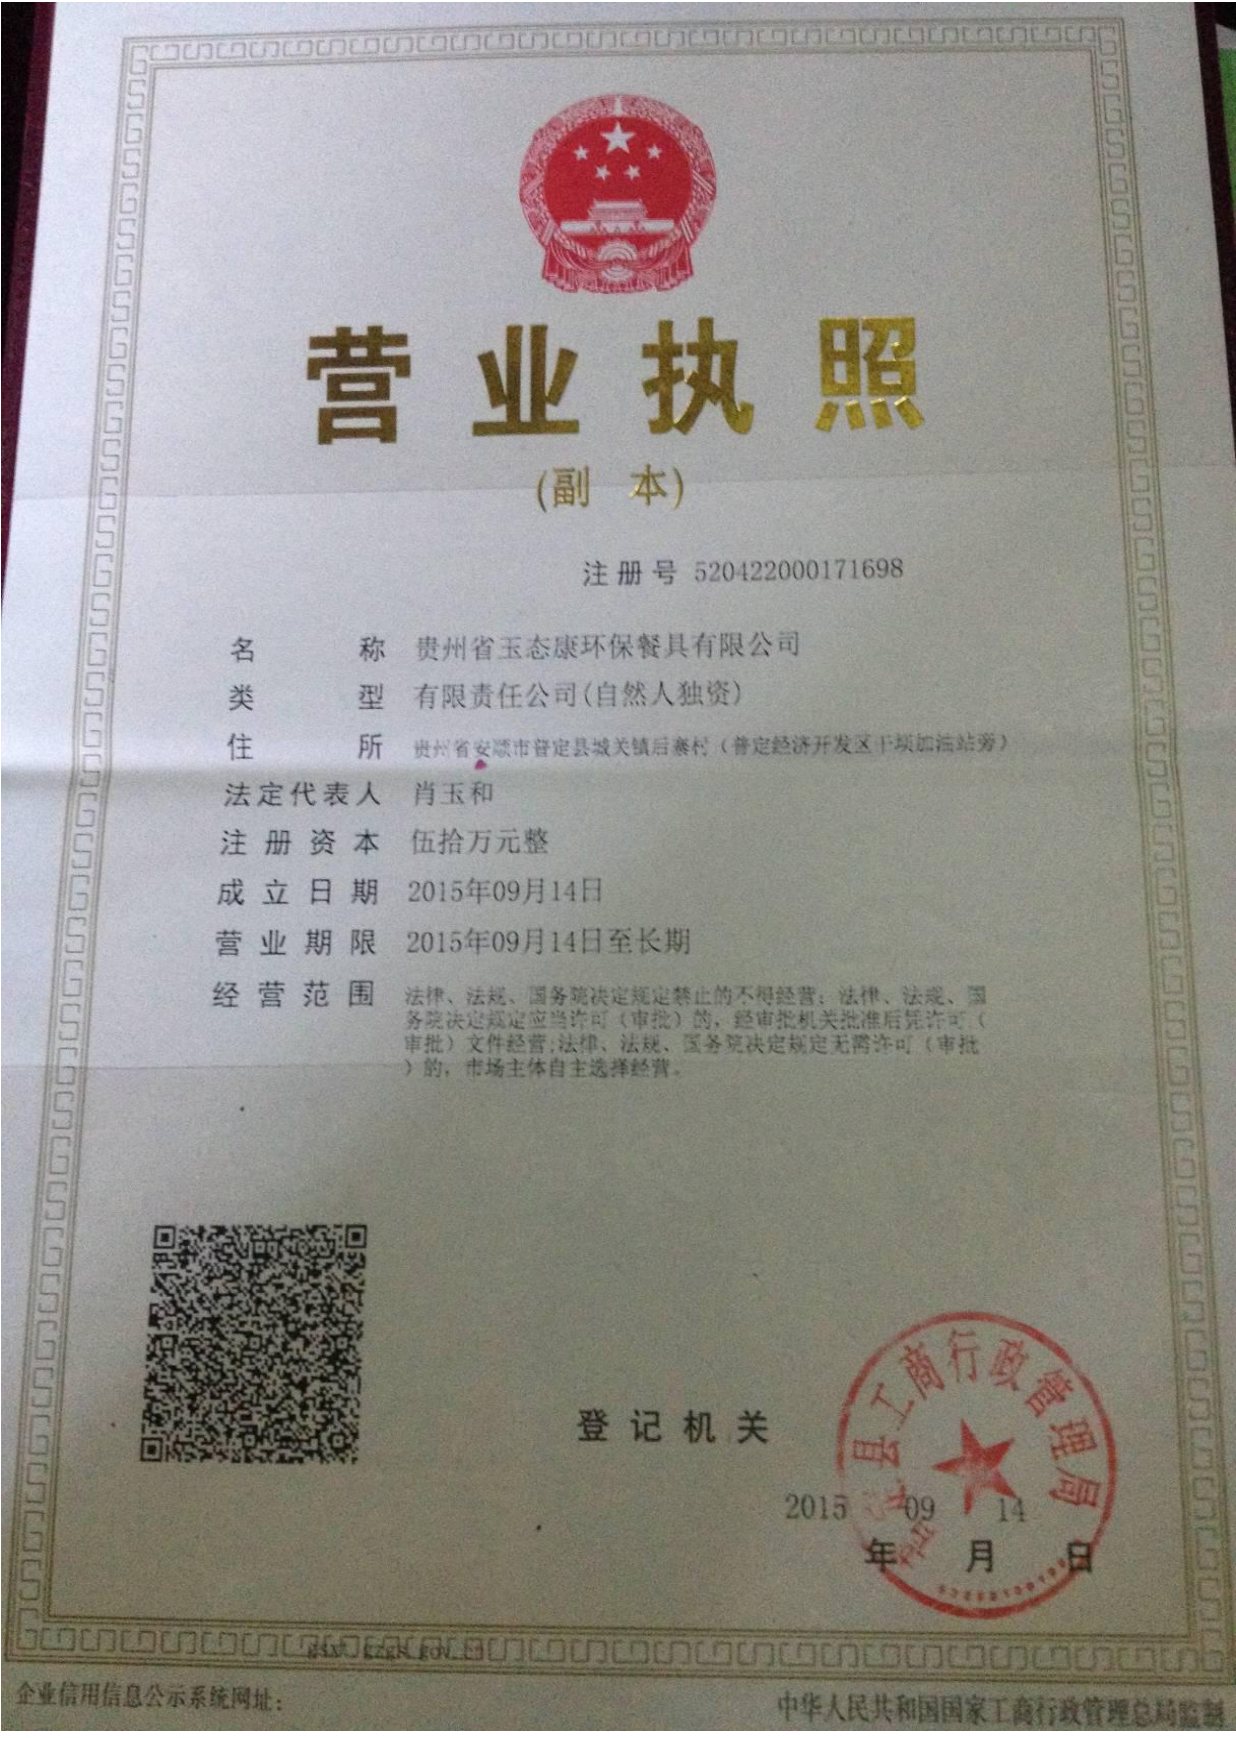 营业执照
(副 本)
注册号 520422000171698
名 称 贵州省玉态康环保餐具有限公司
类 型 有限责任公司(自然人独资)
住 所 贵州省安顺市普定县城关镇后寨村（普定经济开发区干坝加油站旁）
法定代表人 肖玉和
注册资本 伍拾万元整
成立日期 2015年09月14日
营业期限 2015年09月14日至长期
经营范围 法律、法规、国务院决定规定禁止的不得经营；法律、法规、国
务院决定规定应当许可（审批）的，经审批机关批准后凭许可（
审批）文件经营;法律、法规、国务院决定规定无需许可（审批
）的，市场主体自主选择经营。
登记机关
县工商行政管理局
2015 09 14
年 月 日
gsxt.gzgs.gov.cn
企业信用信息公示系统网址：
中华人民共和国国家工商行政管理总局监制